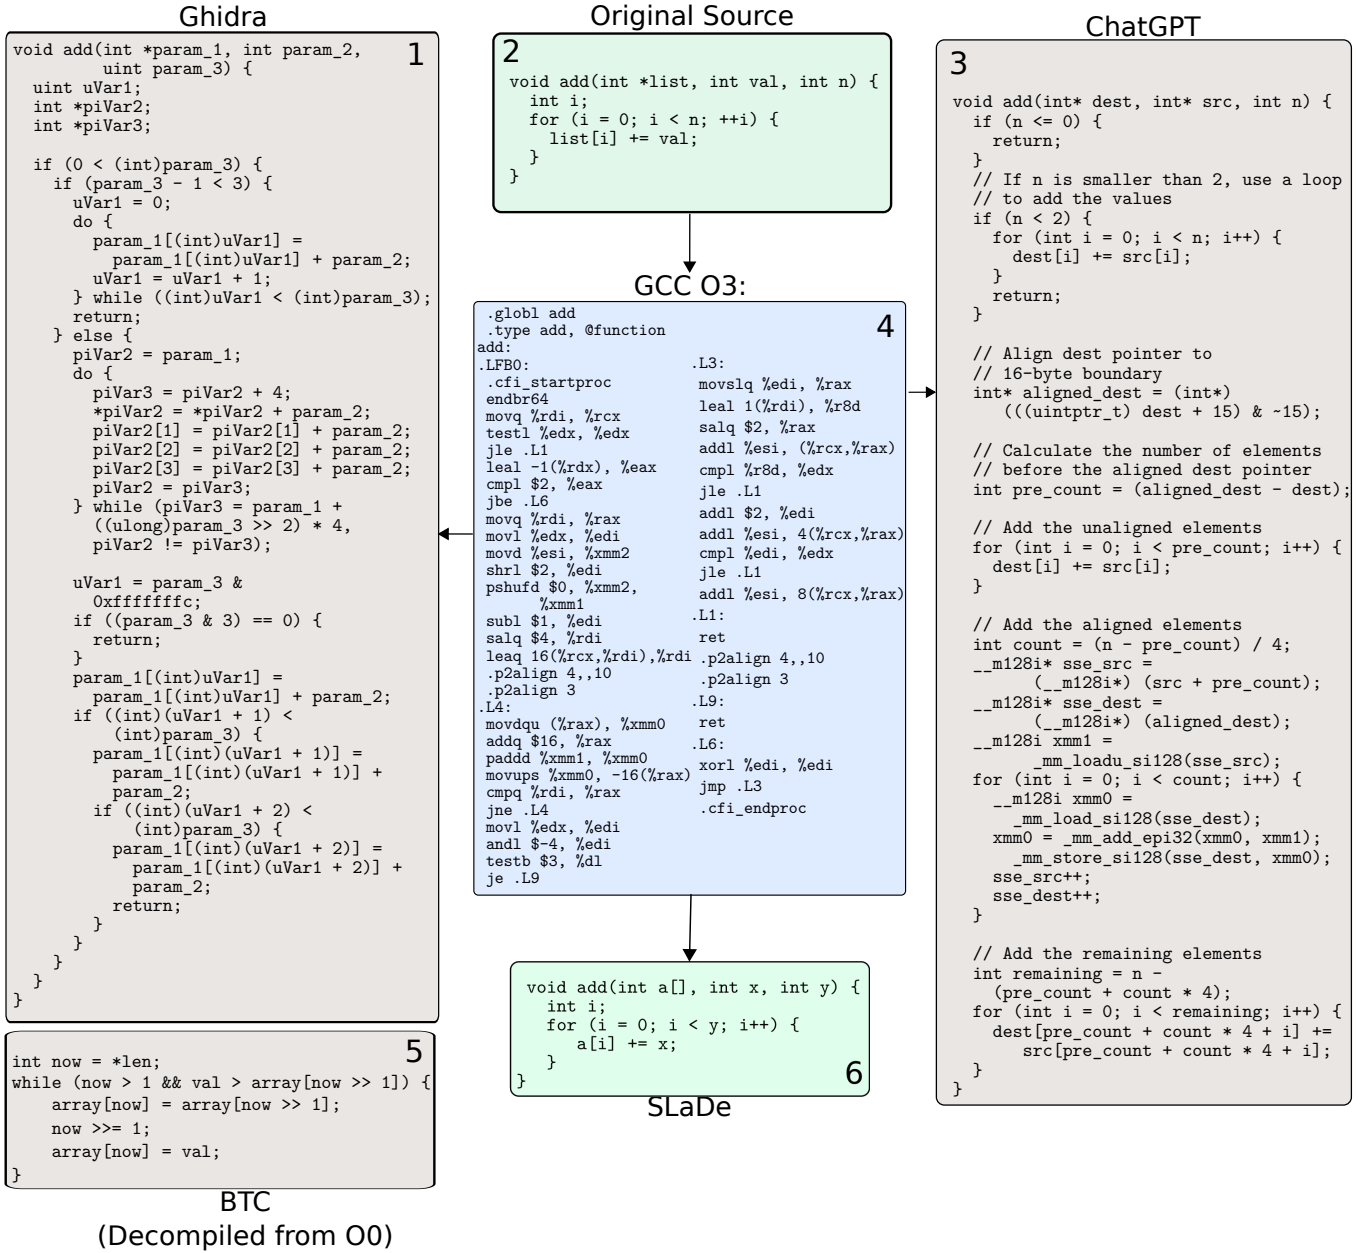 Ghidra
1
void add(int *param_1, int param_2,
         uint param_3) {
  uint uVar1;
  int *piVar2;
  int *piVar3;

  if (0 < (int)param_3) {
    if (param_3 - 1 < 3) {
      uVar1 = 0;
      do {
        param_1[(int)uVar1] =
          param_1[(int)uVar1] + param_2;
        uVar1 = uVar1 + 1;
      } while ((int)uVar1 < (int)param_3);
      return;
    } else {
      piVar2 = param_1;
      do {
        piVar3 = piVar2 + 4;
        *piVar2 = *piVar2 + param_2;
        piVar2[1] = piVar2[1] + param_2;
        piVar2[2] = piVar2[2] + param_2;
        piVar2[3] = piVar2[3] + param_2;
        piVar2 = piVar3;
      } while (piVar3 = param_1 +
        ((ulong)param_3 >> 2) * 4,
        piVar2 != piVar3);

      uVar1 = param_3 &
        0xfffffffc;
      if ((param_3 & 3) == 0) {
        return;
      }
      param_1[(int)uVar1] =
        param_1[(int)uVar1] + param_2;
      if ((int)(uVar1 + 1) <
          (int)param_3) {
        param_1[(int)(uVar1 + 1)] =
          param_1[(int)(uVar1 + 1)] +
          param_2;
        if ((int)(uVar1 + 2) <
            (int)param_3) {
          param_1[(int)(uVar1 + 2)] =
            param_1[(int)(uVar1 + 2)] +
            param_2;
          return;
        }
      }
    }
  }
}
Original Source
2
void add(int *list, int val, int n) {
  int i;
  for (i = 0; i < n; ++i) {
    list[i] += val;
  }
}
ChatGPT
3
void add(int* dest, int* src, int n) {
  if (n <= 0) {
    return;
  }
  // If n is smaller than 2, use a loop
  // to add the values
  if (n < 2) {
    for (int i = 0; i < n; i++) {
      dest[i] += src[i];
    }
    return;
  }

  // Align dest pointer to
  // 16-byte boundary
  int* aligned_dest = (int*)
     (((uintptr_t) dest + 15) & ~15);

  // Calculate the number of elements
  // before the aligned dest pointer
  int pre_count = (aligned_dest - dest);

  // Add the unaligned elements
  for (int i = 0; i < pre_count; i++) {
    dest[i] += src[i];
  }

  // Add the aligned elements
  int count = (n - pre_count) / 4;
  __m128i* sse_src =
        (__m128i*) (src + pre_count);
  __m128i* sse_dest =
        (__m128i*) (aligned_dest);
  __m128i xmm1 =
        _mm_loadu_si128(sse_src);
  for (int i = 0; i < count; i++) {
    __m128i xmm0 =
      _mm_load_si128(sse_dest);
    xmm0 = _mm_add_epi32(xmm0, xmm1);
      _mm_store_si128(sse_dest, xmm0);
    sse_src++;
    sse_dest++;
  }

  // Add the remaining elements
  int remaining = n -
    (pre_count + count * 4);
  for (int i = 0; i < remaining; i++) {
    dest[pre_count + count * 4 + i] +=
       src[pre_count + count * 4 + i];
  }
}
GCC O3:
4
.globl add
.type add, @function
add:
.LFB0:
.cfi_startproc
endbr64
movq %rdi, %rcx
testl %edx, %edx
jle .L1
leal -1(%rdx), %eax
cmpl $2, %eax
jbe .L6
movq %rdi, %rax
movl %edx, %edi
movd %esi, %xmm2
shrl $2, %edi
pshufd $0, %xmm2,
%xmm1
subl $1, %edi
salq $4, %rdi
leaq 16(%rcx,%rdi),%rdi
.p2align 4,,10
.p2align 3
.L4:
movdqu (%rax), %xmm0
addq $16, %rax
paddd %xmm1, %xmm0
movups %xmm0, -16(%rax)
cmpq %rdi, %rax
jne .L4
movl %edx, %edi
andl $-4, %edi
testb $3, %dl
je .L9
.L3:
movslq %edi, %rax
leal 1(%rdi), %r8d
salq $2, %rax
addl %esi, (%rcx,%rax)
cmpl %r8d, %edx
jle .L1
addl $2, %edi
addl %esi, 4(%rcx,%rax)
cmpl %edi, %edx
jle .L1
addl %esi, 8(%rcx,%rax)
.L1:
ret
.p2align 4,,10
.p2align 3
.L9:
ret
.L6:
xorl %edi, %edi
jmp .L3
.cfi_endproc
5
int now = *len;
while (now > 1 && val > array[now >> 1]) {
    array[now] = array[now >> 1];
    now >>= 1;
    array[now] = val;
}
BTC
(Decompiled from O0)
void add(int a[], int x, int y) {
  int i;
  for (i = 0; i < y; i++) {
     a[i] += x;
  }
}
6
SLaDe